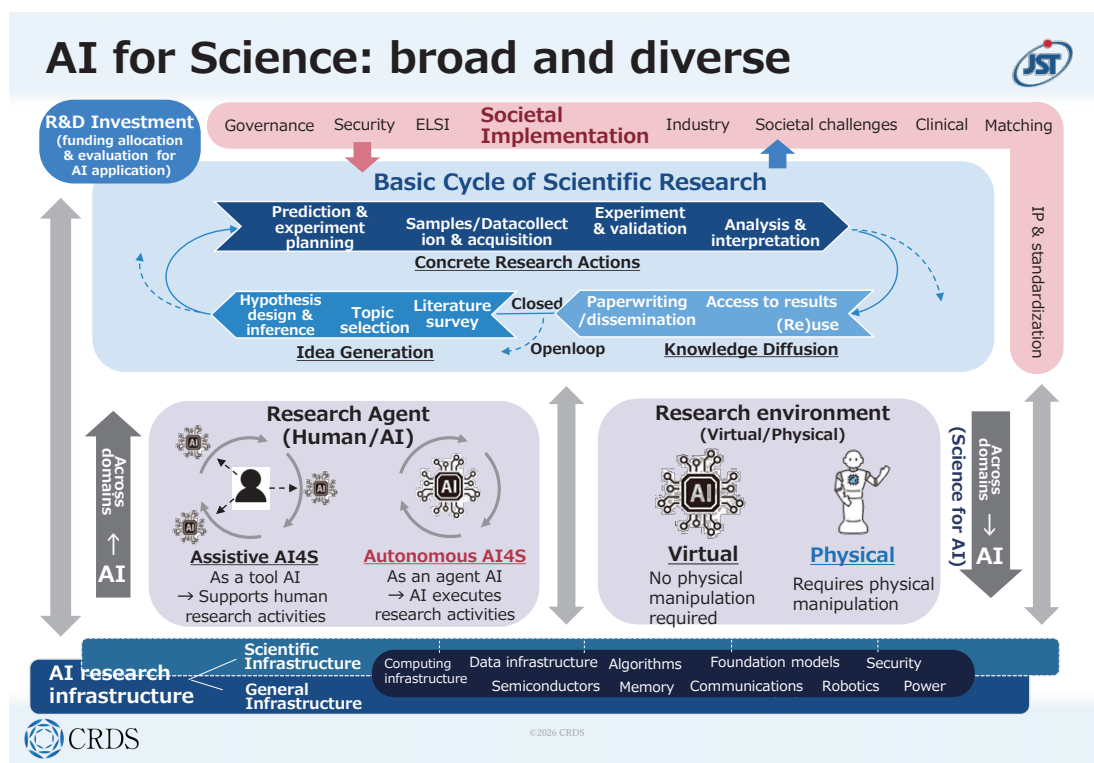 AI for Science: broad and diverse
JST
R&D Investment
(funding allocation
& evaluation for
AI application)
Governance
Security
ELSI
Societal
Implementation
Industry
Societal challenges
Clinical
Matching
IP & standardization
Basic Cycle of Scientific Research
Prediction &
experiment
planning
Samples/Datacollect
ion & acquisition
Experiment
& validation
Analysis &
interpretation
Concrete Research Actions
Hypothesis
design &
inference
Topic
selection
Literature
survey
Closed
Paperwriting
/dissemination
Access to results
(Re)use
Idea Generation
Openloop
Knowledge Diffusion
Across
domains
↑
AI
Research Agent
(Human/AI)
AI
AI
AI
AI
Assistive AI4S
As a tool AI
→ Supports human
research activities
Autonomous AI4S
As an agent AI
→ AI executes
research activities
Research environment
(Virtual/Physical)
AI
Virtual
No physical
manipulation
required
Physical
Requires physical
manipulation
(Science for AI)
Across
domains
↓
AI
AI research
infrastructure
Scientific
Infrastructure
General
Infrastructure
Computing
infrastructure
Data infrastructure
Algorithms
Foundation models
Security
Semiconductors
Memory
Communications
Robotics
Power
CRDS
©2026 CRDS